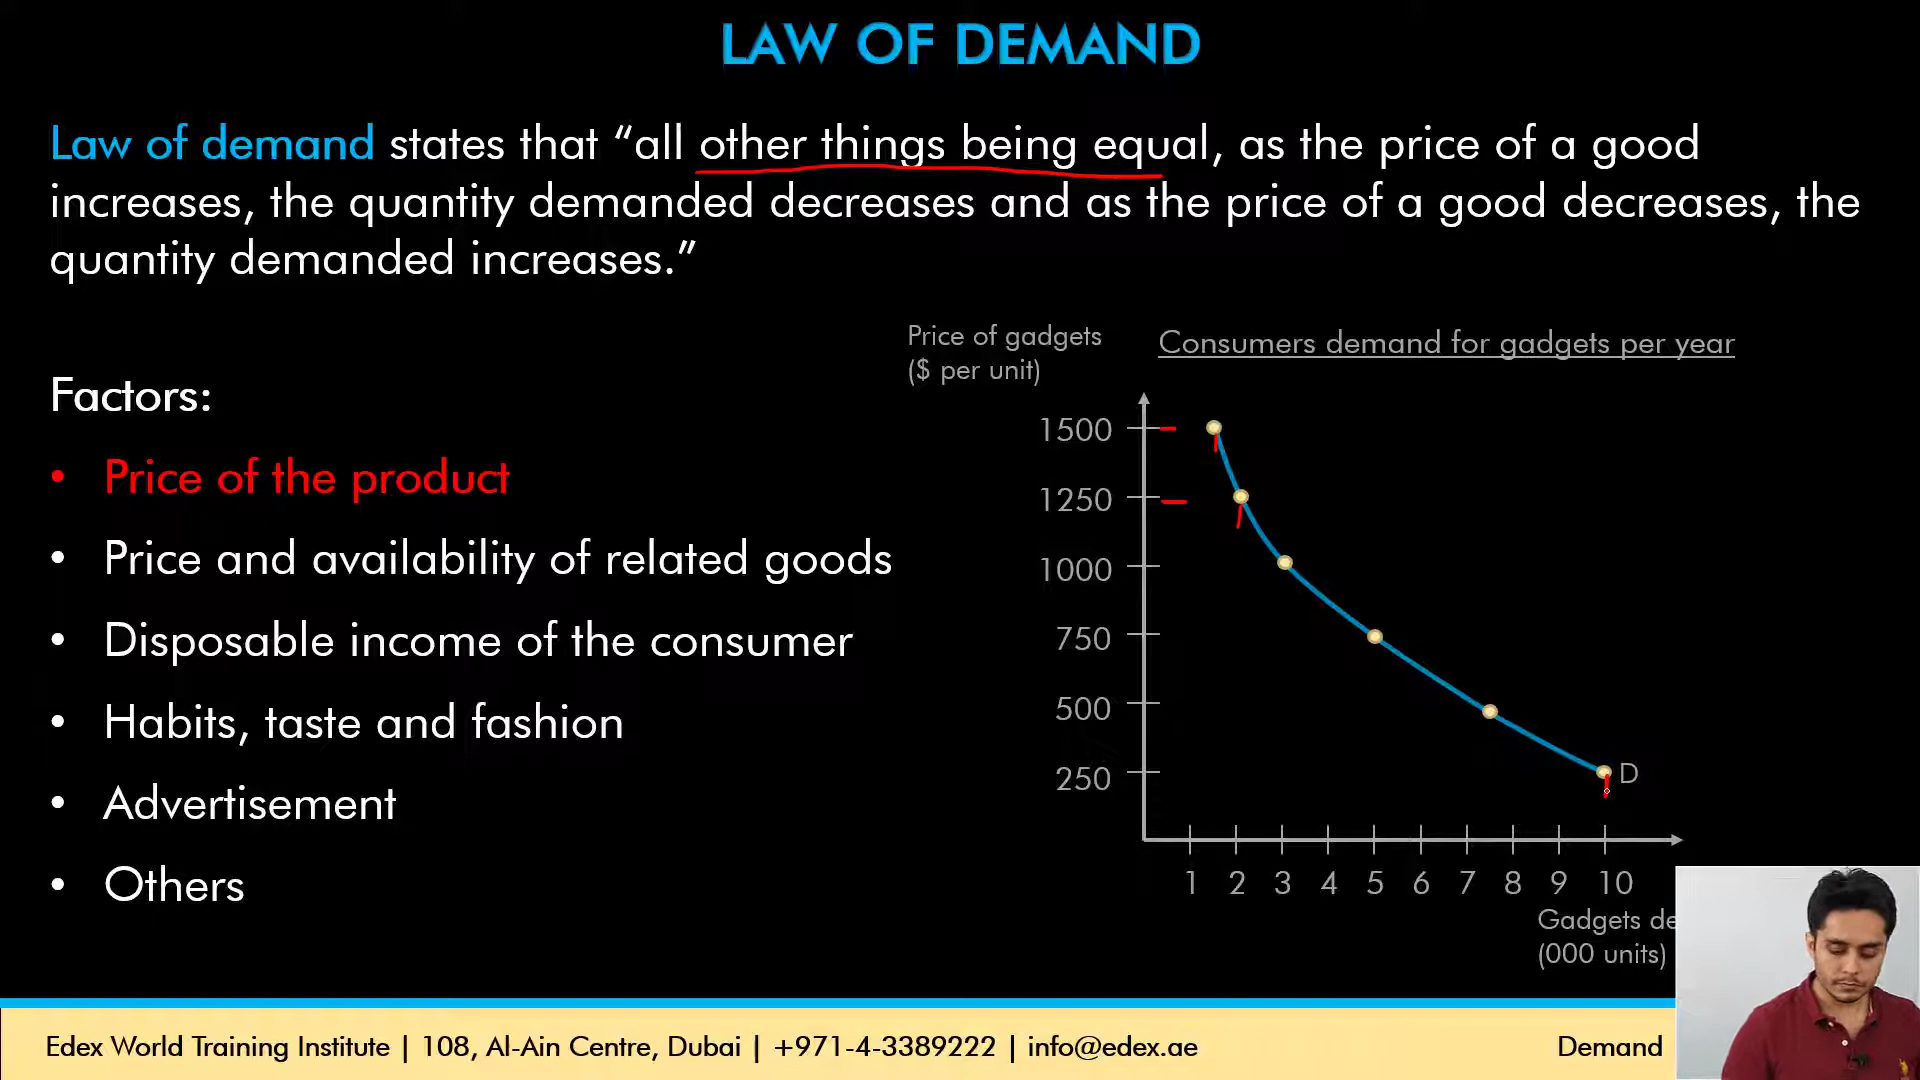 LAW OF DEMAND
Law of demand states that “all other things being equal, as the price of a good
increases, the quantity demanded decreases and as the price of a good decreases, the
quantity demanded increases.”
Factors:
• Price of the product
• Price and availability of related goods
• Disposable income of the consumer
• Habits, taste and fashion
• Advertisement
• Others
Price of gadgets
($ per unit)
Consumers demand for gadgets per year
1500
1250
1000
750
500
250
D
1 2 3 4 5 6 7 8 9 10
Gadgets
(000 units)
Edex World Training Institute | 108, Al-Ain Centre, Dubai | +971-4-3389222 | info@edex.ae
Demand